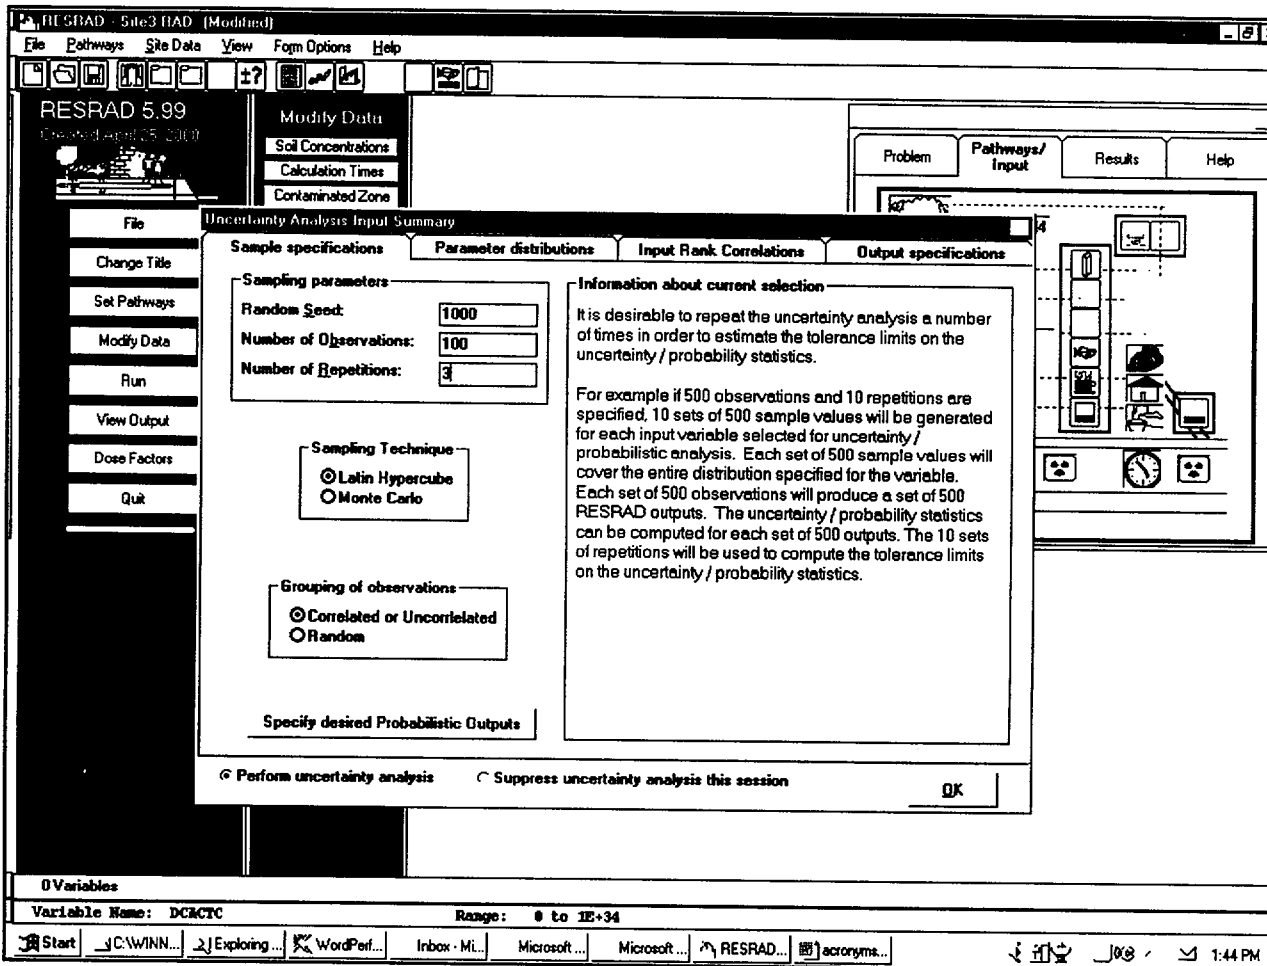 RESRAD - Site3.RAD (Modified)
File Pathways Site Data View Form Options Help
±?
RESRAD 5.99
Created April 25, 2000
Modify Data
Soil Concentrations
Calculation Times
Contaminated Zone
File
Change Title
Set Pathways
Modify Data
Run
View Output
Dose Factors
Quit
Problem
Pathways/
Input
Results
Help
Uncertainty Analysis Input Summary
Sample specifications
Parameter distributions
Input Rank Correlations
Output specifications
Sampling parameters
Random Seed: 1000
Number of Observations: 100
Number of Repetitions: 3
Sampling Technique
Latin Hypercube
Monte Carlo
Grouping of observations
Correlated or Uncorrlelated
Random
Specify desired Probabilistic Outputs
Information about current selection
It is desirable to repeat the uncertainty analysis a number
of times in order to estimate the tolerance limits on the
uncertainty / probability statistics.
For example if 500 observations and 10 repetitions are
specified, 10 sets of 500 sample values will be generated
for each input variable selected for uncertainty /
probabilistic analysis. Each set of 500 sample values will
cover the entire distribution specified for the variable.
Each set of 500 observations will produce a set of 500
RESRAD outputs. The uncertainty / probability statistics
can be computed for each set of 500 outputs. The 10 sets
of repetitions will be used to compute the tolerance limits
on the uncertainty / probability statistics.
Perform uncertainty analysis
Suppress uncertainty analysis this session
OK
0 Variables
Variable Name: DCACTC Range: 0 to 1E+34
Start C:\WINN... Exploring ... WordPerf... Inbox - Mi... Microsoft ... Microsoft ... RESRAD... acronyms... 1:44 PM